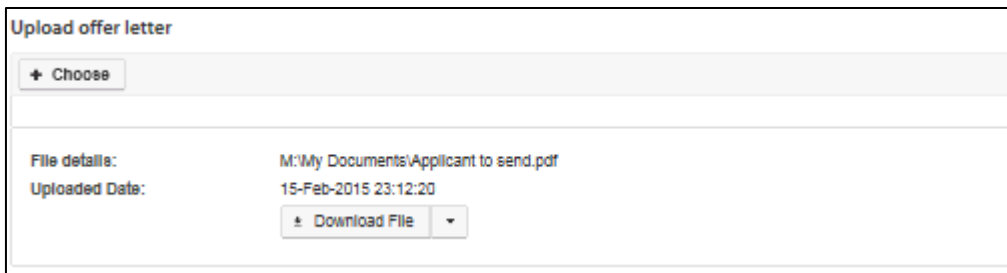 Upload offer letter
+ Choose
File details: M:\My Documents\Applicant to send.pdf
Uploaded Date: 15-Feb-2015 23:12:20
Download File